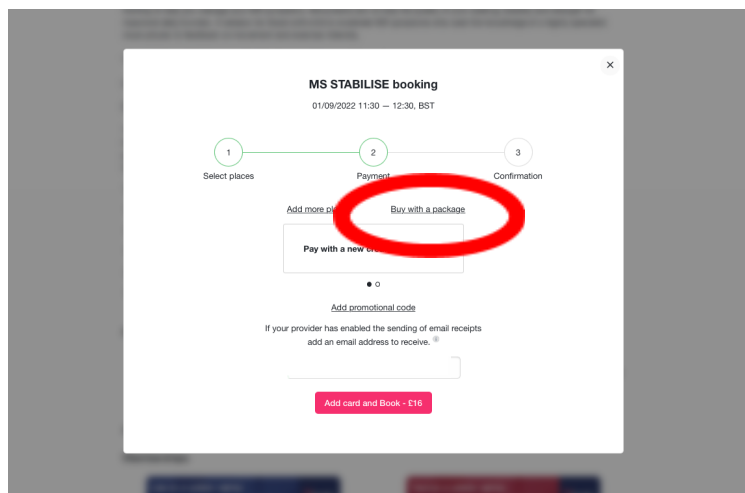 MS STABILISE booking
01/09/2022 11:30 — 12:30, BST
1
2
3
Select places
Payment
Confirmation
Add more
Buy with a package
Pay with a new
Add promotional code
If your provider has enabled the sending of email receipts
add an email address to receive.
Add card and Book - £16